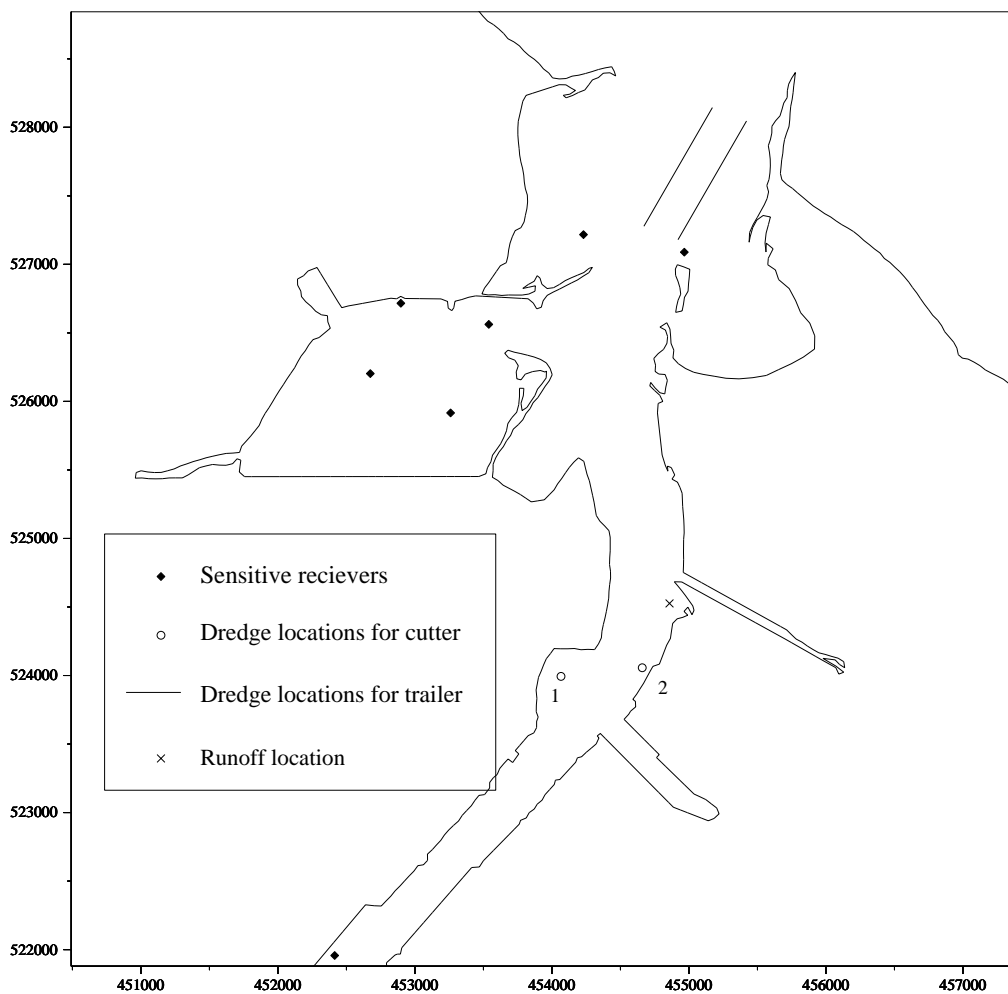 528000
527000
526000
525000
524000
523000
522000
Sensitive recievers
Dredge locations for cutter
Dredge locations for trailer
Runoff location
1
2
451000 452000 453000 454000 455000 456000 457000